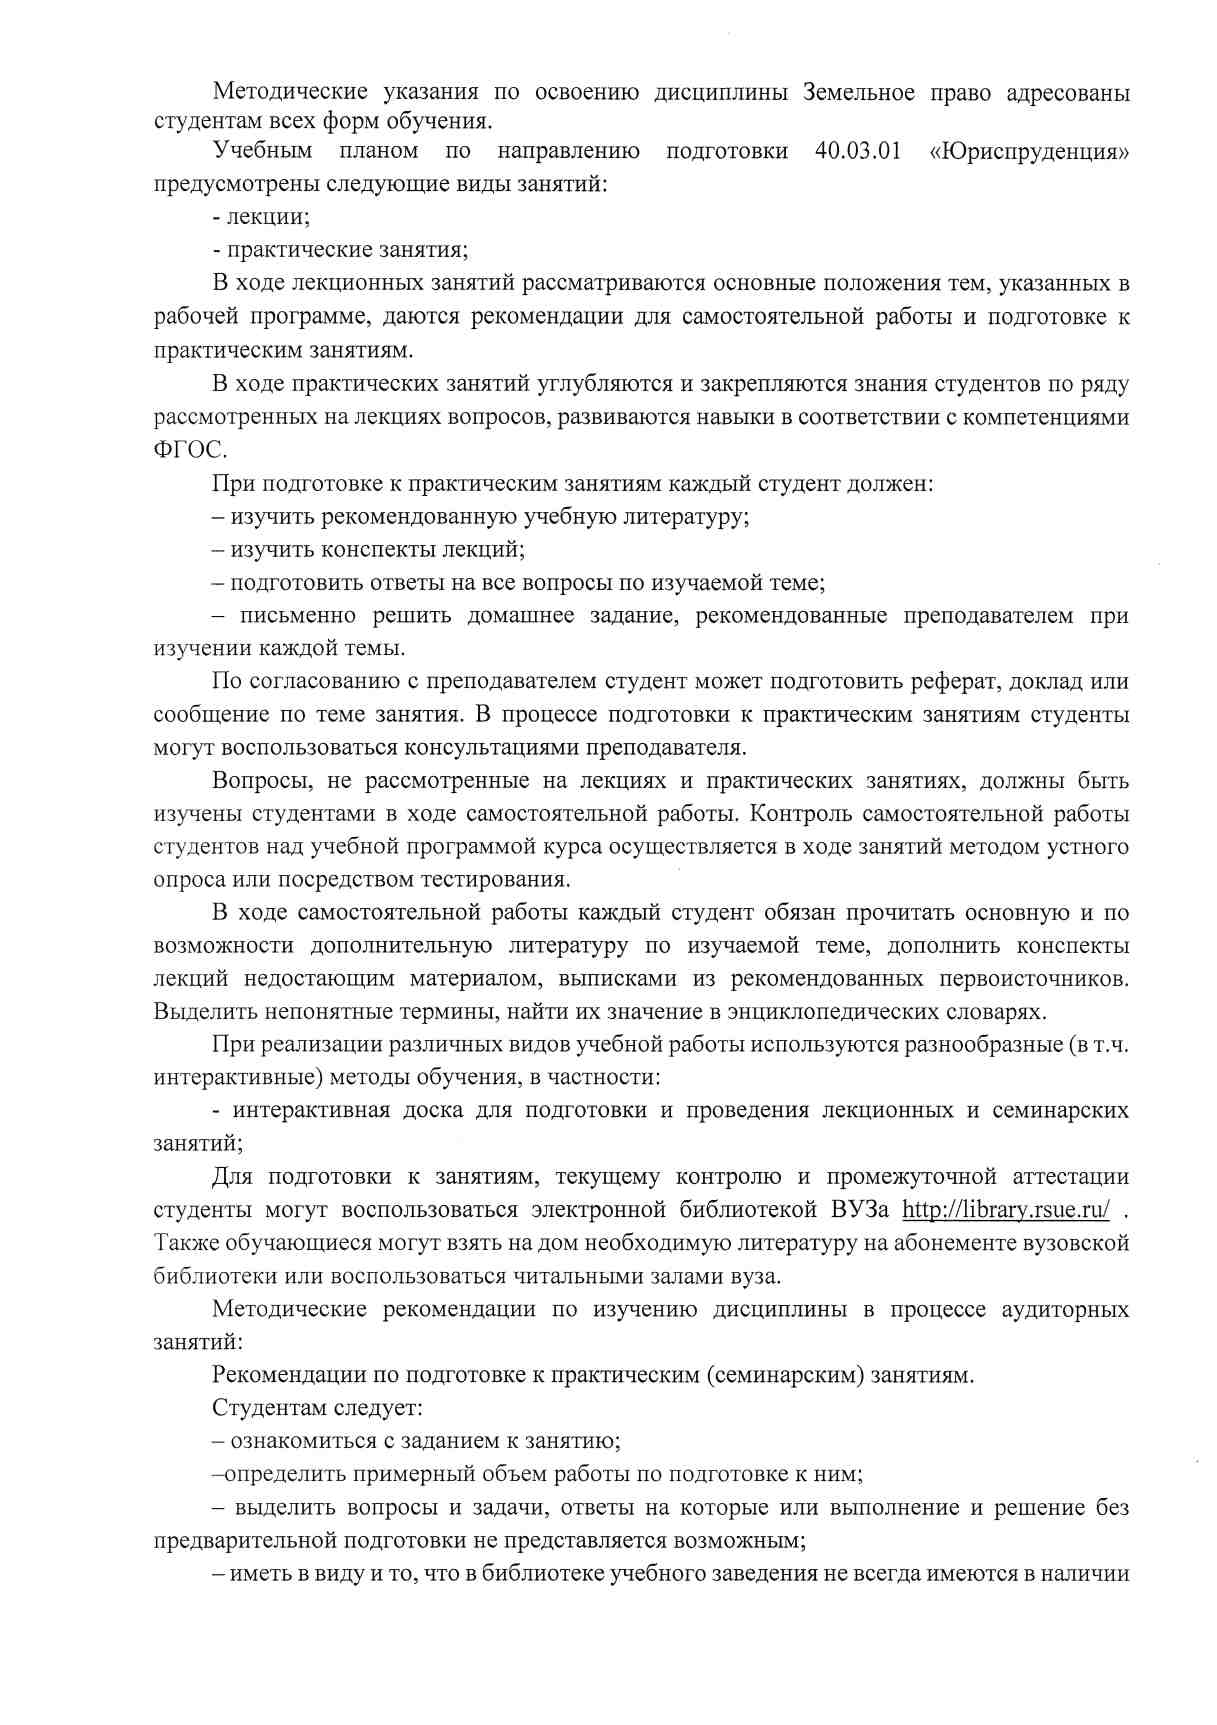 Методические указания по освоению дисциплины Земельное право адресованы
студентам всех форм обучения.
Учебным планом по направлению подготовки 40.03.01 «Юриспруденция»
предусмотрены следующие виды занятий:
- лекции;
- практические занятия;
В ходе лекционных занятий рассматриваются основные положения тем, указанных в
рабочей программе, даются рекомендации для самостоятельной работы и подготовке к
практическим занятиям.
В ходе практических занятий углубляются и закрепляются знания студентов по ряду
рассмотренных на лекциях вопросов, развиваются навыки в соответствии с компетенциями
ФГОС.
При подготовке к практическим занятиям каждый студент должен:
– изучить рекомендованную учебную литературу;
– изучить конспекты лекций;
– подготовить ответы на все вопросы по изучаемой теме;
– письменно решить домашнее задание, рекомендованные преподавателем при
изучении каждой темы.
По согласованию с преподавателем студент может подготовить реферат, доклад или
сообщение по теме занятия. В процессе подготовки к практическим занятиям студенты
могут воспользоваться консультациями преподавателя.
Вопросы, не рассмотренные на лекциях и практических занятиях, должны быть
изучены студентами в ходе самостоятельной работы. Контроль самостоятельной работы
студентов над учебной программой курса осуществляется в ходе занятий методом устного
опроса или посредством тестирования.
В ходе самостоятельной работы каждый студент обязан прочитать основную и по
возможности дополнительную литературу по изучаемой теме, дополнить конспекты
лекций недостающим материалом, выписками из рекомендованных первоисточников.
Выделить непонятные термины, найти их значение в энциклопедических словарях.
При реализации различных видов учебной работы используются разнообразные (в т.ч.
интерактивные) методы обучения, в частности:
- интерактивная доска для подготовки и проведения лекционных и семинарских
занятий;
Для подготовки к занятиям, текущему контролю и промежуточной аттестации
студенты могут воспользоваться электронной библиотекой ВУЗа http://library.rsue.ru/ .
Также обучающиеся могут взять на дом необходимую литературу на абонементе вузовской
библиотеки или воспользоваться читальными залами вуза.
Методические рекомендации по изучению дисциплины в процессе аудиторных
занятий:
Рекомендации по подготовке к практическим (семинарским) занятиям.
Студентам следует:
– ознакомиться с заданием к занятию;
–определить примерный объем работы по подготовке к ним;
– выделить вопросы и задачи, ответы на которые или выполнение и решение без
предварительной подготовки не представляется возможным;
– иметь в виду и то, что в библиотеке учебного заведения не всегда имеются в наличии